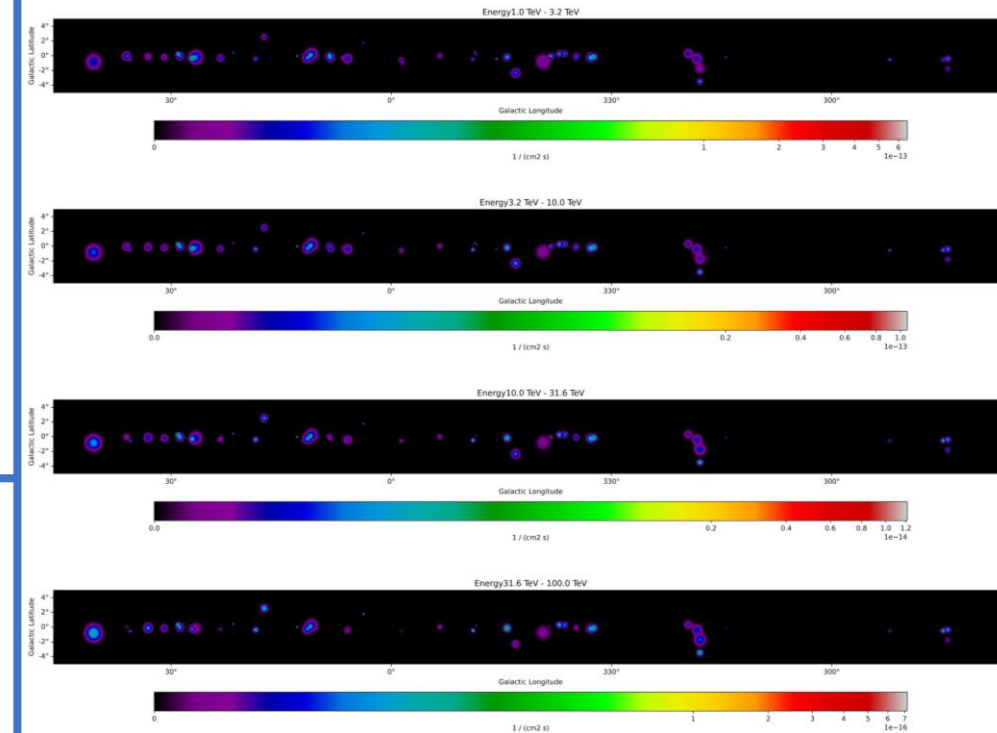 Energy1.0 TeV - 3.2 TeV
Galactic Latitude
4°
2°
0°
-2°
-4°
30° 0° 330° 300°
Galactic Longitude
0 1 2 3 4 5 6
1e−13
1 / (cm2 s)
Energy3.2 TeV - 10.0 TeV
Galactic Latitude
4°
2°
0°
-2°
-4°
30° 0° 330° 300°
Galactic Longitude
0.0 0.2 0.4 0.6 0.8 1.0
1e−13
1 / (cm2 s)
Energy10.0 TeV - 31.6 TeV
Galactic Latitude
4°
2°
0°
-2°
-4°
30° 0° 330° 300°
Galactic Longitude
0.0 0.2 0.4 0.6 0.8 1.0 1.2
1e−14
1 / (cm2 s)
Energy31.6 TeV - 100.0 TeV
Galactic Latitude
4°
2°
0°
-2°
-4°
30° 0° 330° 300°
Galactic Longitude
0 1 2 3 4 5 6 7
1e−16
1 / (cm2 s)